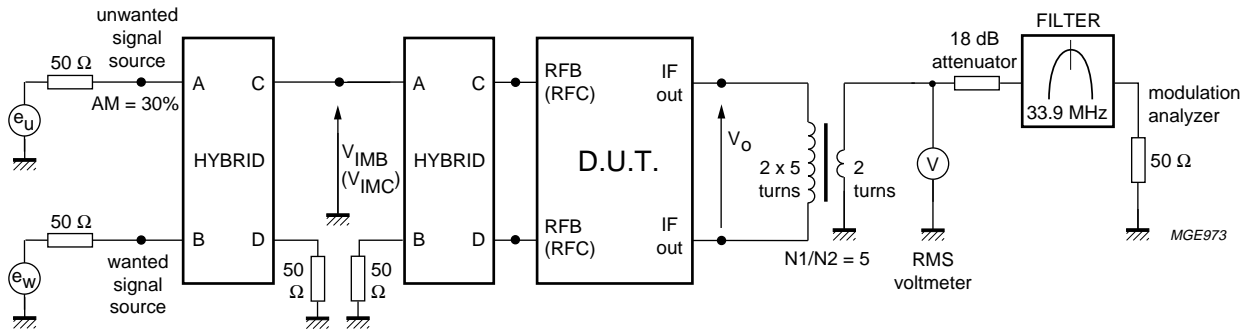 unwanted
signal
source
50 Ω
AM = 30%
e_u
A
C
HYBRID
B
D
50 Ω
e_w
wanted
signal
source
50
Ω
V_IMB
(V_IMC)
50
Ω
A
C
HYBRID
B
D
RFB
(RFC)
IF
out
D.U.T.
RFB
(RFC)
IF
out
V_o
2 x 5
turns
2
turns
N1/N2 = 5
V
RMS
voltmeter
18 dB
attenuator
FILTER
33.9 MHz
modulation
analyzer
50 Ω
MGE973